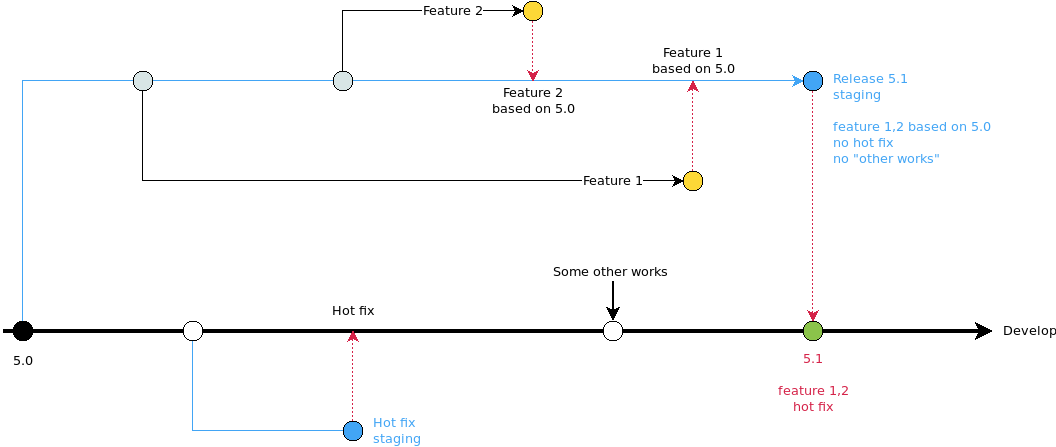 Feature 2
Feature 1
based on 5.0
Feature 2
based on 5.0
Release 5.1
staging
feature 1,2 based on 5.0
no hot fix
no "other works"
Feature 1
Some other works
Hot fix
Develop
5.0
5.1
feature 1,2
hot fix
Hot fix
staging